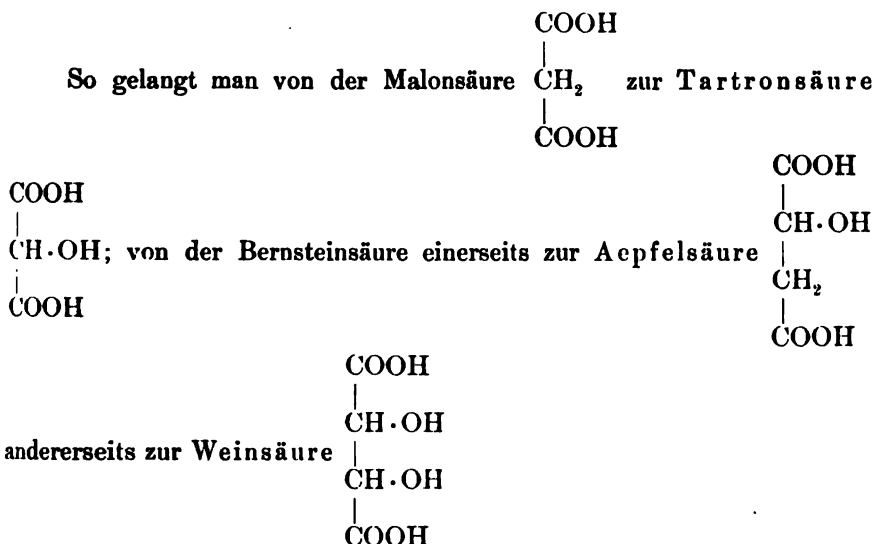 COOH
|
So gelangt man von der Malonsäure CH₂ zur Tartronsäure
|
COOH
COOH
|
CH·OH; von der Bernsteinsäure einerseits zur Aepfelsäure
|
COOH
COOH
|
CH·OH
|
CH₂
|
COOH
andererseits zur Weinsäure
COOH
|
CH·OH
|
CH·OH
|
COOH